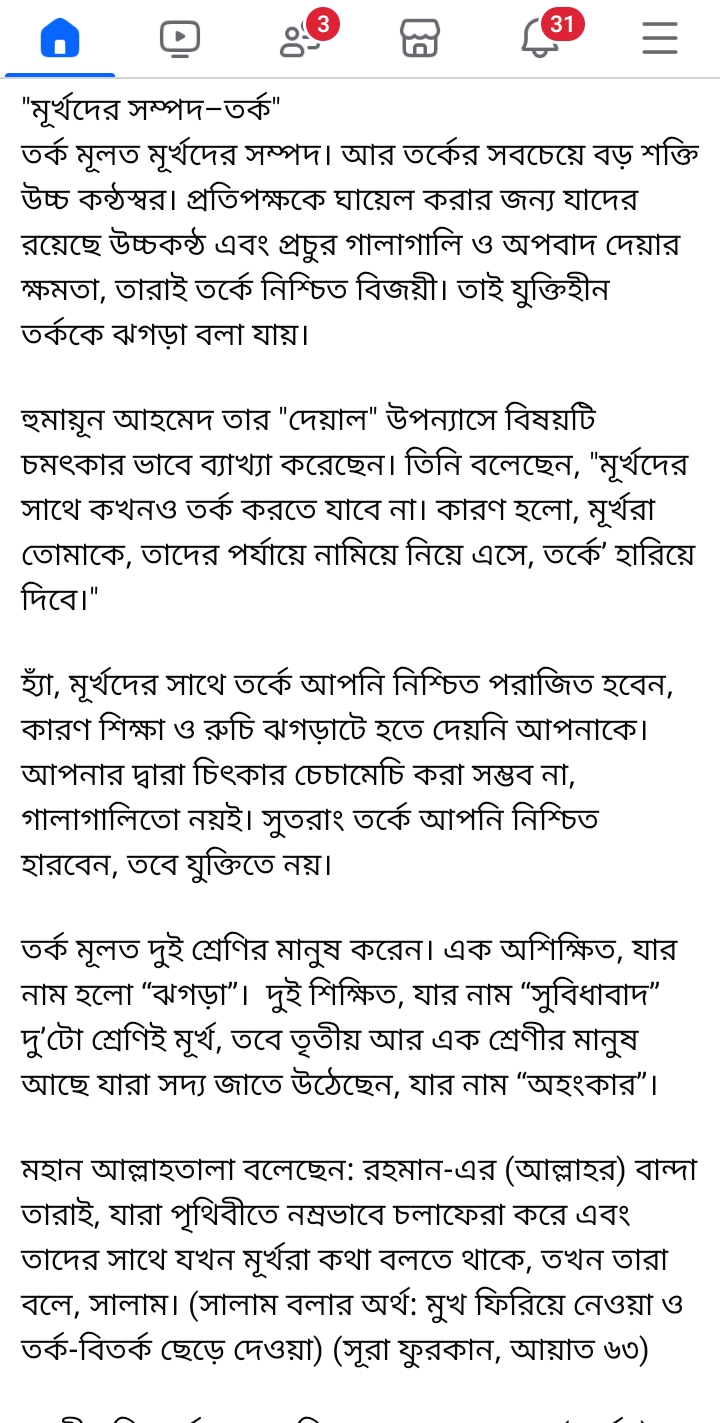 3
31
"মূর্খদের সম্পদ–তর্ক"
তর্ক মূলত মূর্খদের সম্পদ। আর তর্কের সবচেয়ে বড় শক্তি
উচ্চ কন্ঠস্বর। প্রতিপক্ষকে ঘায়েল করার জন্য যাদের
রয়েছে উচ্চকন্ঠ এবং প্রচুর গালাগালি ও অপবাদ দেয়ার
ক্ষমতা, তারাই তর্কে নিশ্চিত বিজয়ী। তাই যুক্তিহীন
তর্ককে ঝগড়া বলা যায়।
হুমায়ূন আহমেদ তার "দেয়াল" উপন্যাসে বিষয়টি
চমৎকার ভাবে ব্যাখ্যা করেছেন। তিনি বলেছেন, "মূর্খদের
সাথে কখনও তর্ক করতে যাবে না। কারণ হলো, মূর্খরা
তোমাকে, তাদের পর্যায়ে নামিয়ে নিয়ে এসে, তর্কে’ হারিয়ে
দিবে।"
হ্যাঁ, মূর্খদের সাথে তর্কে আপনি নিশ্চিত পরাজিত হবেন,
কারণ শিক্ষা ও রুচি ঝগড়াটে হতে দেয়নি আপনাকে।
আপনার দ্বারা চিৎকার চেচামেচি করা সম্ভব না,
গালাগালিতো নয়ই। সুতরাং তর্কে আপনি নিশ্চিত
হারবেন, তবে যুক্তিতে নয়।
তর্ক মূলত দুই শ্রেণির মানুষ করেন। এক অশিক্ষিত, যার
নাম হলো “ঝগড়া”। দুই শিক্ষিত, যার নাম “সুবিধাবাদ”
দু’টো শ্রেণিই মূর্খ, তবে তৃতীয় আর এক শ্রেণীর মানুষ
আছে যারা সদ্য জাতে উঠেছেন, যার নাম “অহংকার”।
মহান আল্লাহতালা বলেছেন: রহমান-এর (আল্লাহর) বান্দা
তারাই, যারা পৃথিবীতে নম্রভাবে চলাফেরা করে এবং
তাদের সাথে যখন মূর্খরা কথা বলতে থাকে, তখন তারা
বলে, সালাম। (সালাম বলার অর্থ: মুখ ফিরিয়ে নেওয়া ও
তর্ক-বিতর্ক ছেড়ে দেওয়া) (সূরা ফুরকান, আয়াত ৬৩)